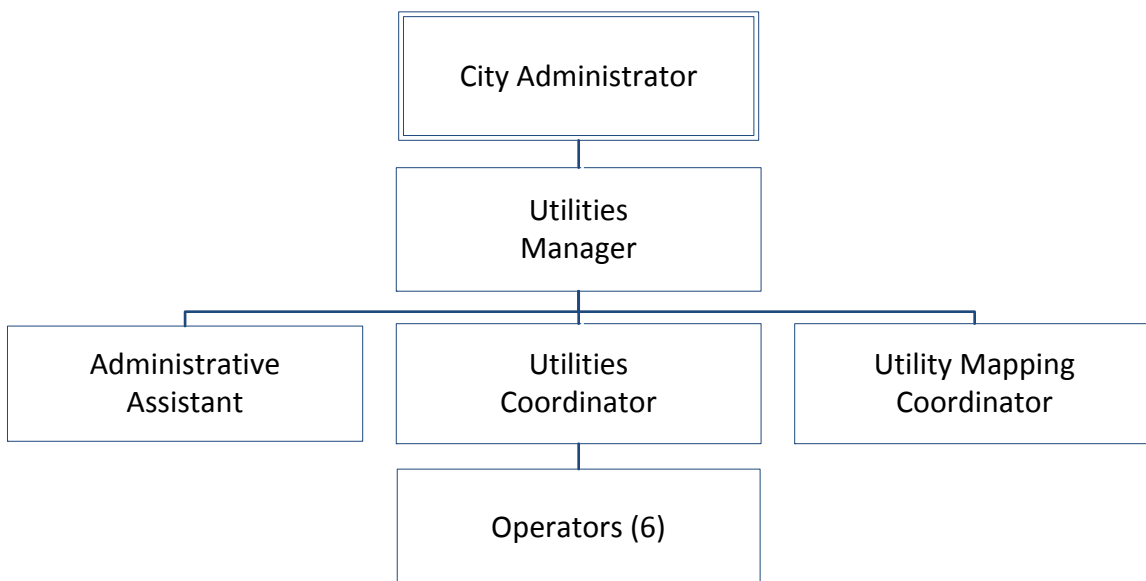 City Administrator
Utilities
Manager
Administrative
Assistant
Utilities
Coordinator
Utility Mapping
Coordinator
Operators (6)